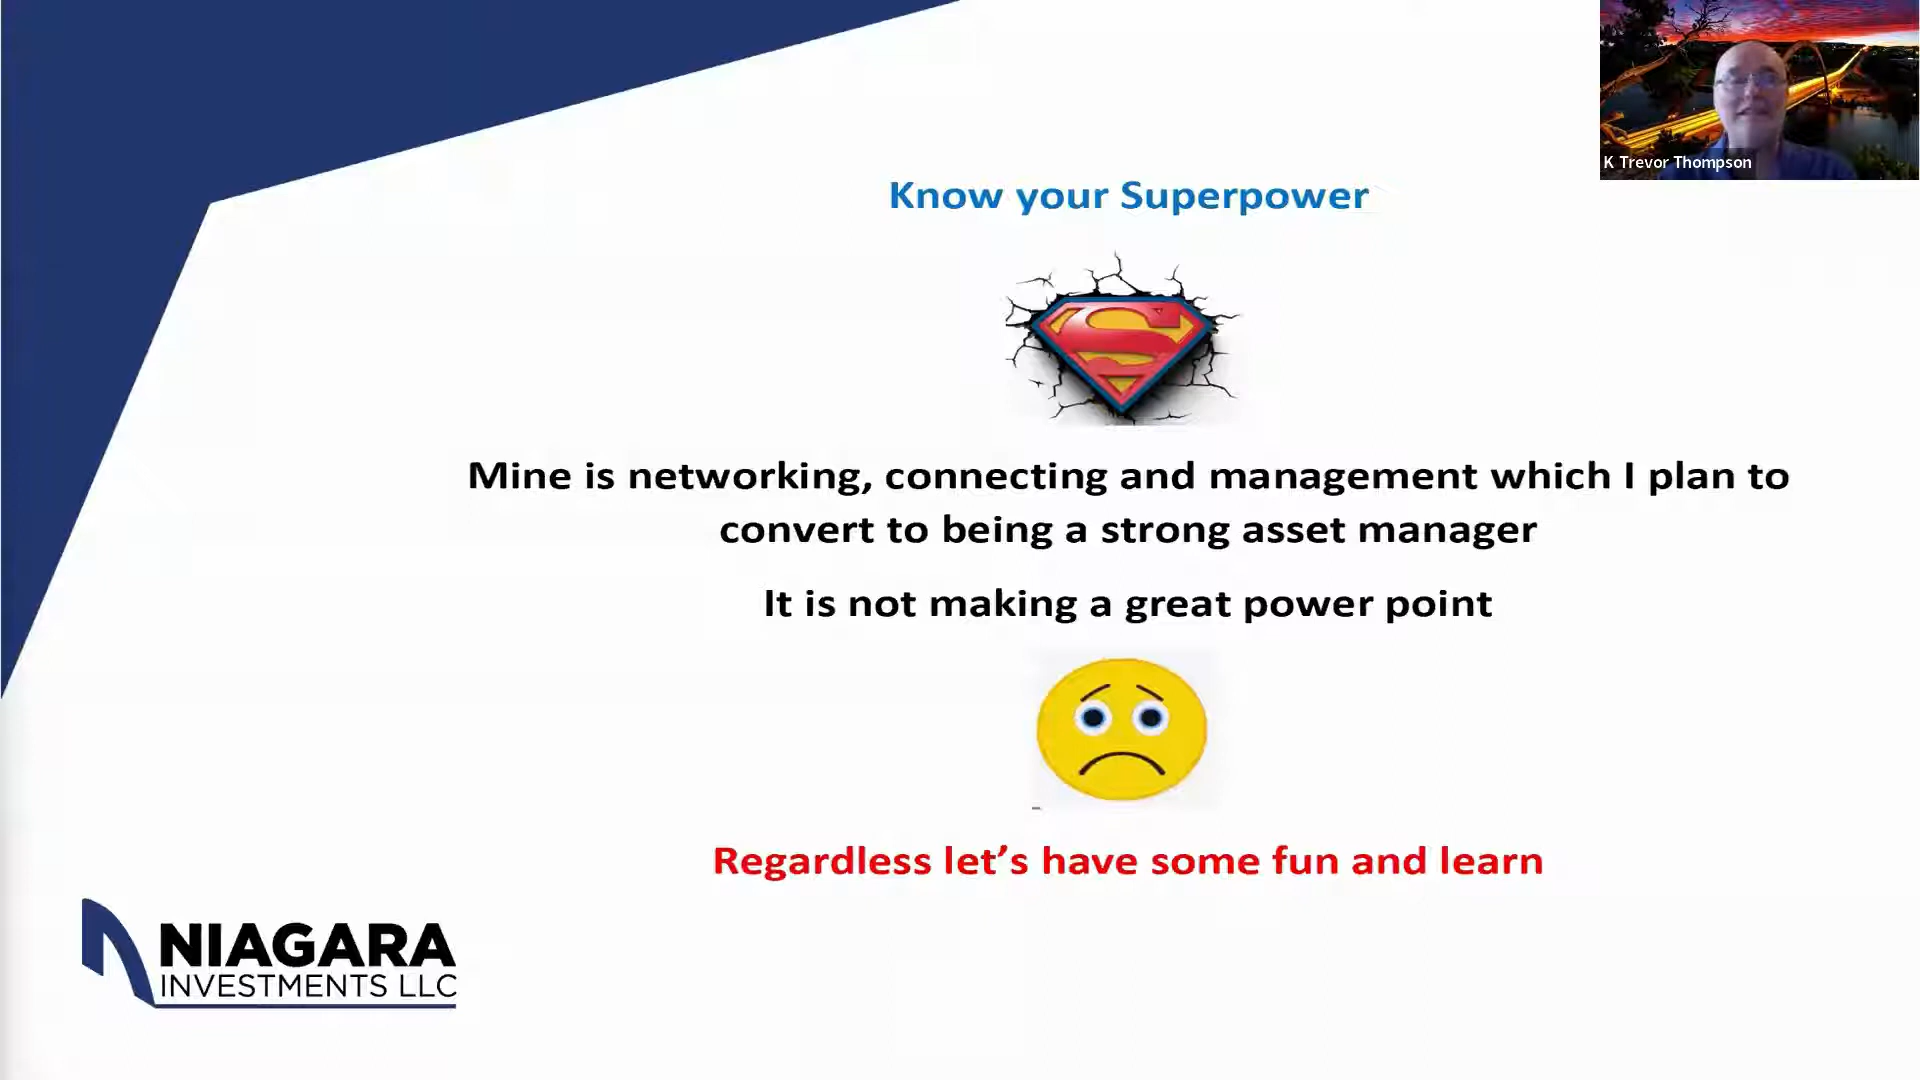 K Trevor Thompson
Know your Superpower
Mine is networking, connecting and management which I plan to
convert to being a strong asset manager
It is not making a great power point
Regardless let’s have some fun and learn
NIAGARA
INVESTMENTS LLC